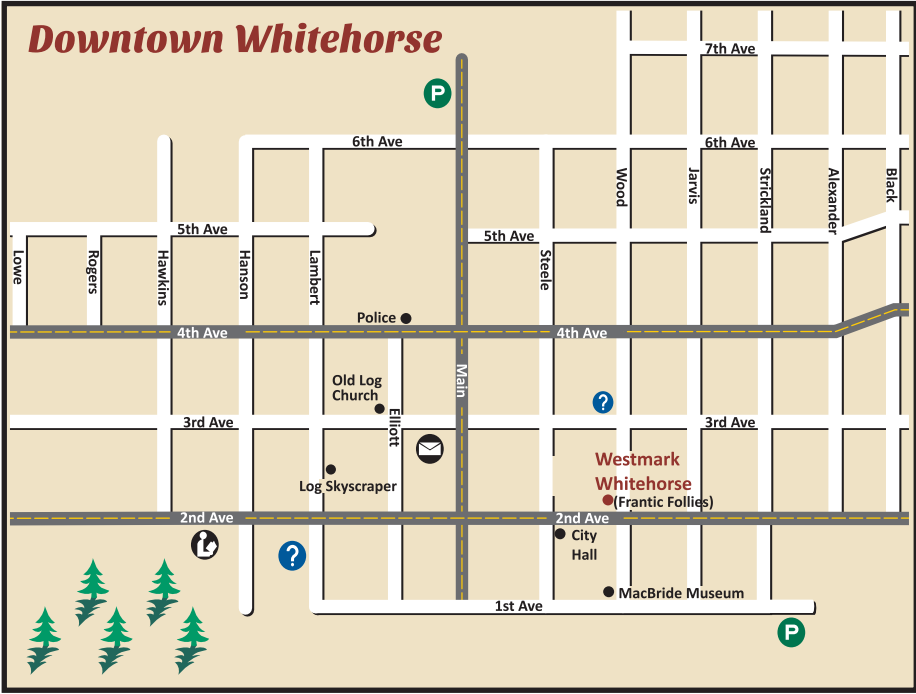 Downtown Whitehorse
7th Ave
P
6th Ave
6th Ave
Wood
Jarvis
Strickland
Alexander
Black
5th Ave
5th Ave
Lowe
Rogers
Hawkins
Hanson
Lambert
Steele
Police
4th Ave
4th Ave
Main
Old Log
Church
?
Elliott
3rd Ave
3rd Ave
Westmark
Whitehorse
(Frantic Follies)
Log Skyscraper
2nd Ave
2nd Ave
City
Hall
?
MacBride Museum
1st Ave
P